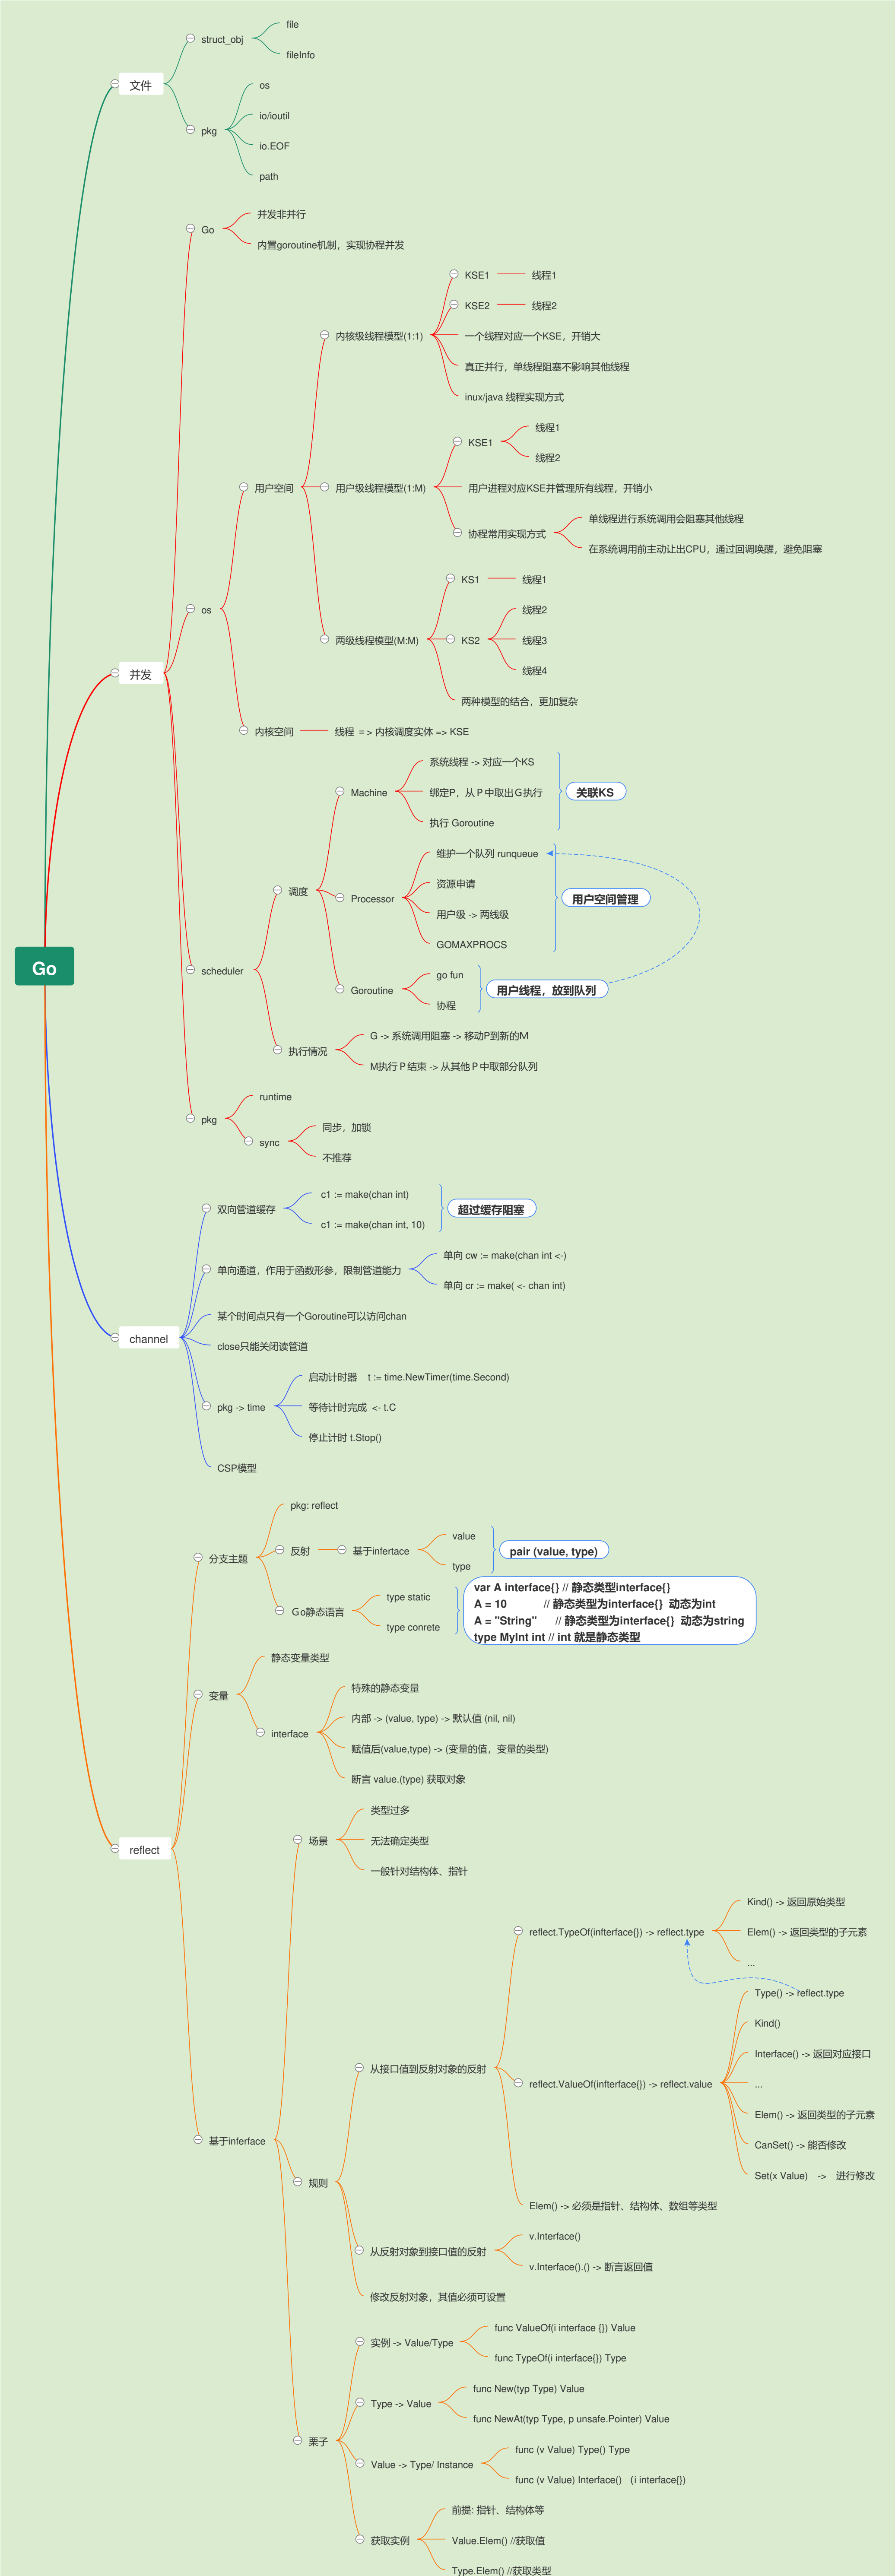 Go
文件
struct_obj
file
fileInfo
pkg
os
io/ioutil
io.EOF
path
并发
Go
并发非并行
内置goroutine机制，实现协程并发
os
用户空间
内核级线程模型(1:1)
KSE1
线程1
KSE2
线程2
一个线程对应一个KSE，开销大
真正并行，单线程阻塞不影响其他线程
inux/java 线程实现方式
用户级线程模型(1:M)
KSE1
线程1
线程2
用户进程对应KSE并管理所有线程，开销小
协程常用实现方式
单线程进行系统调用会阻塞其他线程
在系统调用前主动让出CPU，通过回调唤醒，避免阻塞
两级线程模型(M:M)
KS1
线程1
KS2
线程2
线程3
线程4
两种模型的结合，更加复杂
内核空间
线程 => 内核调度实体 => KSE
scheduler
调度
Machine
系统线程 -> 对应一个KS
绑定P，从 P 中取出G执行
执行 Goroutine
关联KS
Processor
维护一个队列 runqueue
资源申请
用户级 -> 两线级
GOMAXPROCS
用户空间管理
Goroutine
go fun
协程
用户线程，放到队列
执行情况
G -> 系统调用阻塞 -> 移动P到新的M
M执行 P 结束 -> 从其他 P 中取部分队列
pkg
runtime
sync
同步，加锁
不推荐
channel
双向管道缓存
c1 := make(chan int)
c1 := make(chan int, 10)
超过缓存阻塞
单向通道，作用于函数形参，限制管道能力
单向 cw := make(chan int <-)
单向 cr := make( <- chan int)
某个时间点只有一个Goroutine可以访问chan
close只能关闭读管道
pkg -> time
启动计时器 t := time.NewTimer(time.Second)
等待计时完成 <- t.C
停止计时 t.Stop()
CSP模型
reflect
分支主题
pkg: reflect
反射
基于infertace
value
type
pair (value, type)
Go静态语言
type static
type conrete
var A interface{} // 静态类型interface{}
A = 10 // 静态类型为interface{} 动态为int
A = "String" // 静态类型为interface{} 动态为string
type MyInt int // int 就是静态类型
变量
静态变量类型
interface
特殊的静态变量
内部 -> (value, type) -> 默认值 (nil, nil)
赋值后(value,type) -> (变量的值，变量的类型)
断言 value.(type) 获取对象
基于inferface
场景
类型过多
无法确定类型
一般针对结构体、指针
规则
从接口值到反射对象的反射
reflect.TypeOf(infterface{}) -> reflect.type
Kind() -> 返回原始类型
Elem() -> 返回类型的子元素
...
reflect.ValueOf(infterface{}) -> reflect.value
Type() -> reflect.type
Kind()
Interface() -> 返回对应接口
...
Elem() -> 返回类型的子元素
CanSet() -> 能否修改
Set(x Value) -> 进行修改
Elem() -> 必须是指针、结构体、数组等类型
从反射对象到接口值的反射
v.Interface()
v.Interface().() -> 断言返回值
修改反射对象，其值必须可设置
栗子
实例 -> Value/Type
func ValueOf(i interface {}) Value
func TypeOf(i interface{}) Type
Type -> Value
func New(typ Type) Value
func NewAt(typ Type, p unsafe.Pointer) Value
Value -> Type/ Instance
func (v Value) Type() Type
func (v Value) Interface() （i interface{})
获取实例
前提: 指针、结构体等
Value.Elem() //获取值
Type.Elem() //获取类型